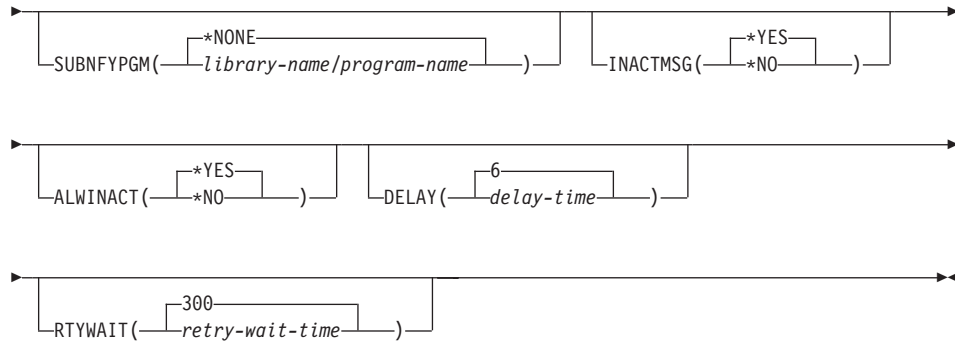 *NONE
SUBNFYPGM( library-name/program-name )
*YES
INACTMSG( *NO )
*YES
ALWINACT( *NO )
6
DELAY( delay-time )
300
RTYWAIT( retry-wait-time )